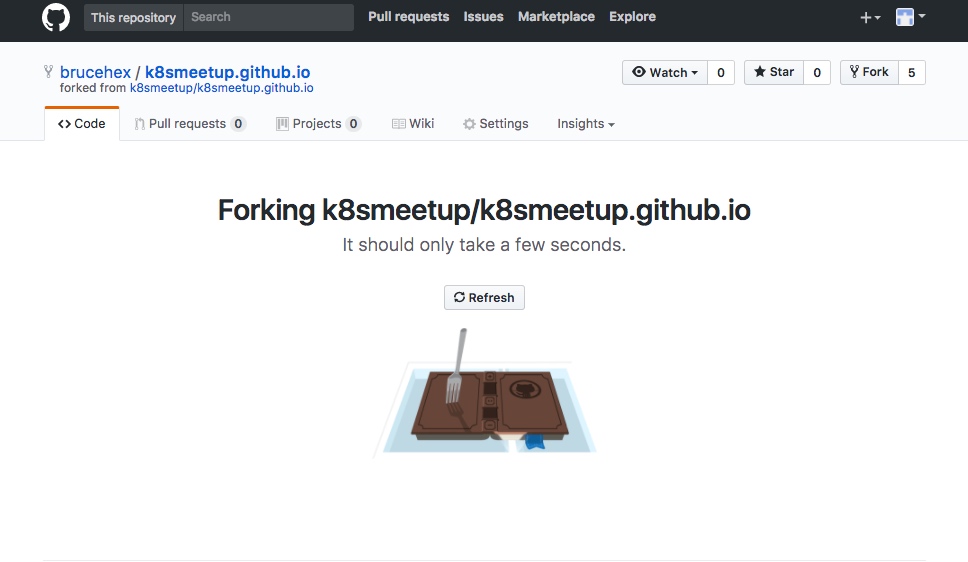 This repository Search Pull requests Issues Marketplace Explore
brucehex / k8smeetup.github.io
forked from k8smeetup/k8smeetup.github.io
Watch 0 Star 0 Fork 5
Code Pull requests 0 Projects 0 Wiki Settings Insights
Forking k8smeetup/k8smeetup.github.io
It should only take a few seconds.
Refresh